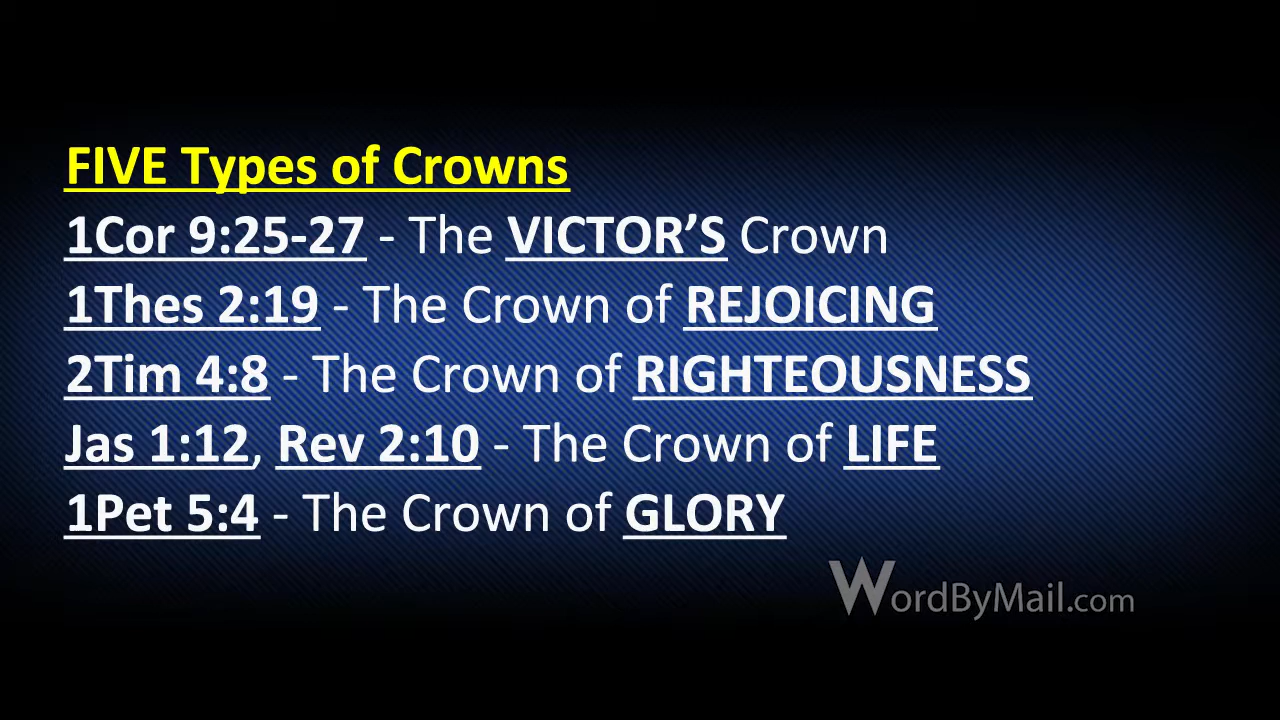 FIVE Types of Crowns
1Cor 9:25-27 - The VICTOR’S Crown
1Thes 2:19 - The Crown of REJOICING
2Tim 4:8 - The Crown of RIGHTEOUSNESS
Jas 1:12, Rev 2:10 - The Crown of LIFE
1Pet 5:4 - The Crown of GLORY
WordByMail.com